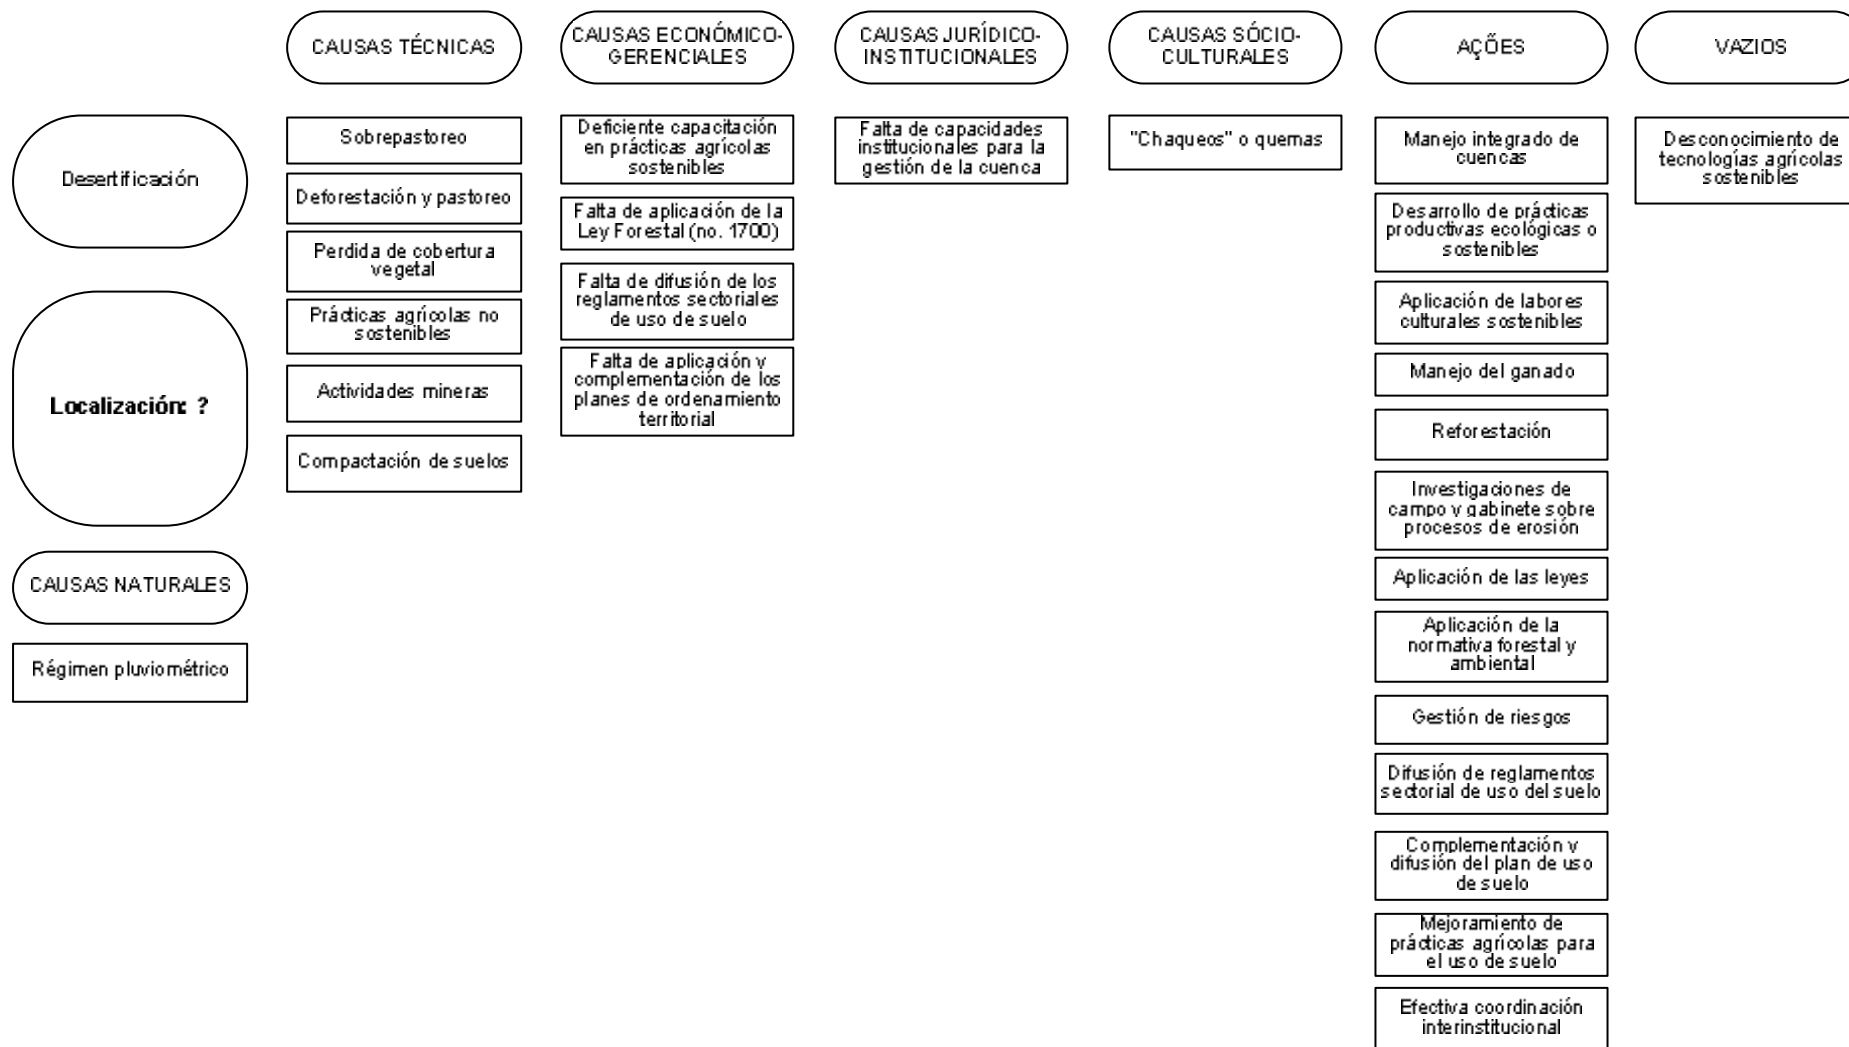 CAUSAS TÉCNICAS
CAUSAS ECONÓMICO-
GERENCIALES
CAUSAS JURÍDICO-
INSTITUCIONALES
CAUSAS SÓCIO-
CULTURALES
AÇÕES
VAZIOS
Desertificación
Localización: ?
CAUSAS NATURALES
Régimen pluviométrico
Sobrepastoreo
Deforestación y pastoreo
Perdida de cobertura
vegetal
Prácticas agrícolas no
sostenibles
Actividades mineras
Compactación de suelos
Deficiente capacitación
en prácticas agrícolas
sostenibles
Falta de aplicación de la
Ley Forestal (no. 1700)
Falta de difusión de los
reglamentos sectoriales
de uso de suelo
Falta de aplicación y
complementación de los
planes de ordenamiento
territorial
Falta de capacidades
institucionales para la
gestión de la cuenca
"Chaqueos" o quemas
Manejo integrado de
cuencas
Desarrollo de prácticas
productivas ecológicas o
sostenibles
Aplicación de labores
culturales sostenibles
Manejo del ganado
Reforestación
Investigaciones de
campo y gabinete sobre
procesos de erosión
Aplicación de las leyes
Aplicación de la
normativa forestal y
ambiental
Gestión de riesgos
Difusión de reglamentos
sectorial de uso del suelo
Complementación y
difusión del plan de uso
de suelo
Mejoramiento de
prácticas agrícolas para
el uso de suelo
Efectiva coordinación
interinstitucional
Desconocimiento de
tecnologías agrícolas
sostenibles